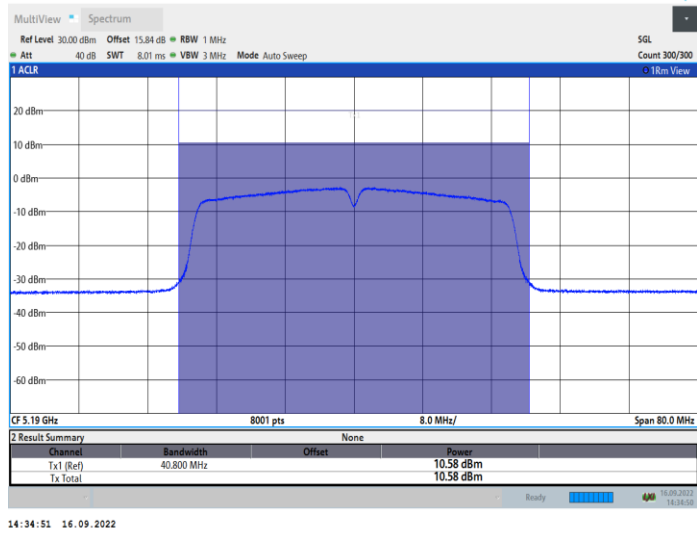 MultiView Spectrum
Ref Level 30.00 dBm Offset 15.84 dB RBW 1 MHz SGL
Att 40 dB SWT 8.01 ms VBW 3 MHz Mode Auto Sweep Count 300/300
1 ACLR 1Rm View
20 dBm
10 dBm
0 dBm
-10 dBm
-20 dBm
-30 dBm
-40 dBm
-50 dBm
-60 dBm
CF 5.19 GHz 8001 pts 8.0 MHz/ Span 80.0 MHz
2 Result Summary None
Channel Bandwidth Offset Power
Tx1 (Ref) 40.800 MHz 10.58 dBm
Tx Total 10.58 dBm
Ready 16.09.2022
14:34:50
14:34:51 16.09.2022